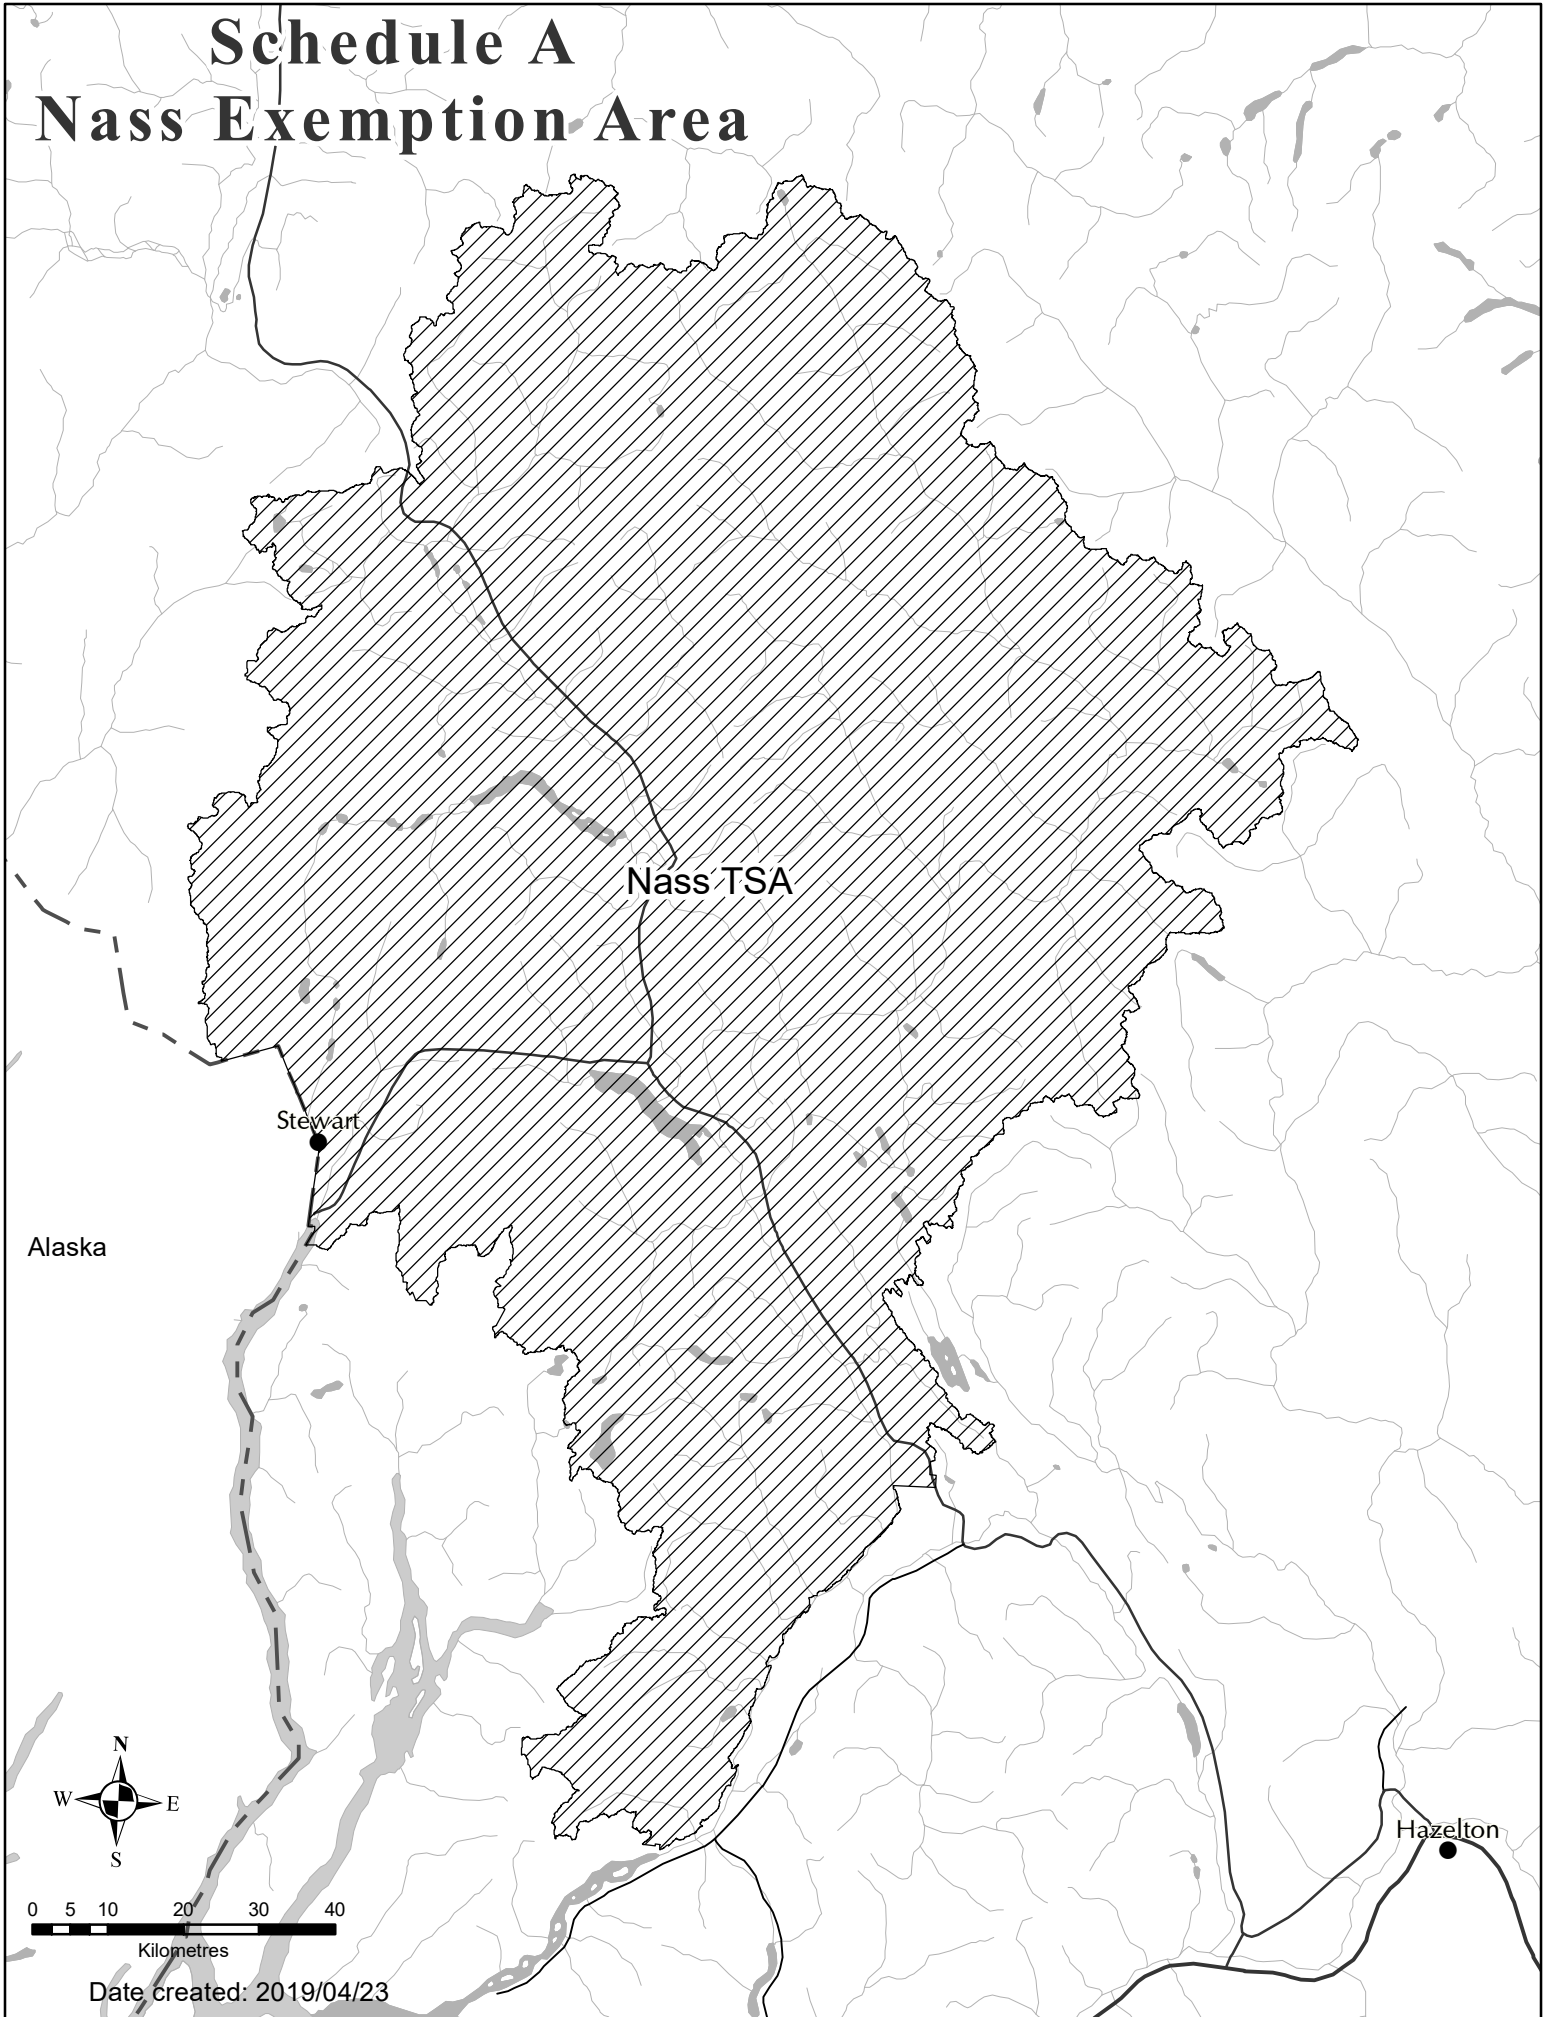 Schedule A
Nass Exemption Area
Nass TSA
Stewart
Alaska
N
W E
S
Hazelton
0 5 10 20 30 40
Kilometres
Date created: 2019/04/23